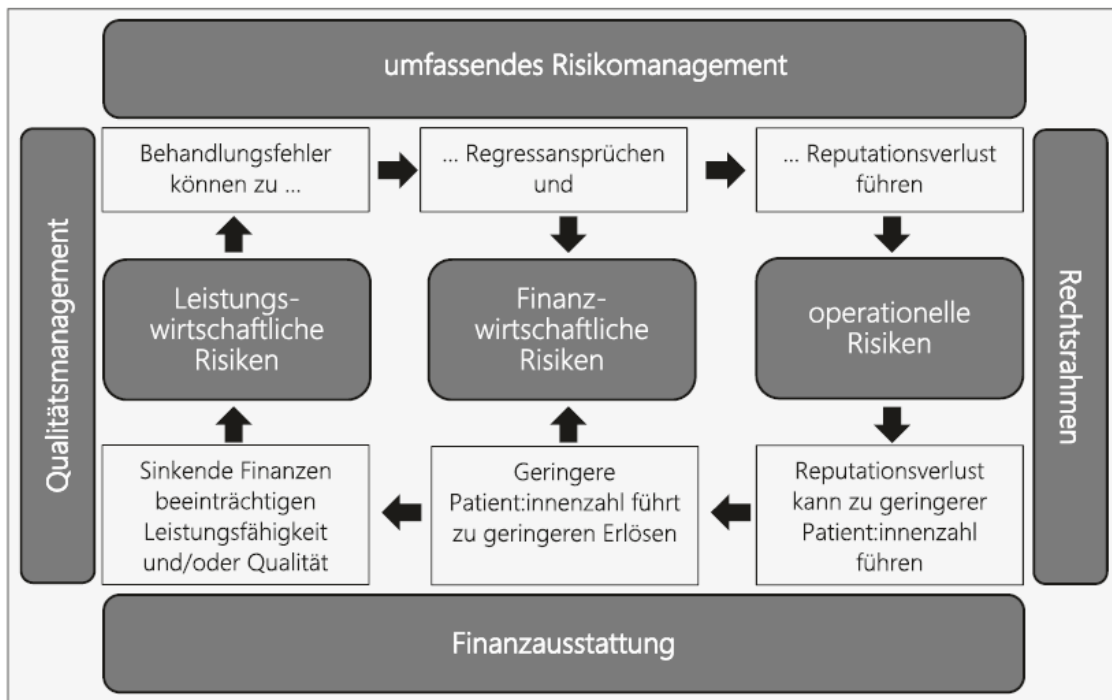 umfassendes Risikomanagement
Qualitätsmanagement
Behandlungsfehler
können zu ...
... Regressansprüchen
und
... Reputationsverlust
führen
Rechtsrahmen
Leistungs-
wirtschaftliche
Risiken
Finanz-
wirtschaftliche
Risiken
operationelle
Risiken
Sinkende Finanzen
beeinträchtigen
Leistungsfähigkeit
und/oder Qualität
Geringere
Patient:innenzahl führt
zu geringeren Erlösen
Reputationsverlust
kann zu geringerer
Patient:innenzahl
führen
Finanzausstattung